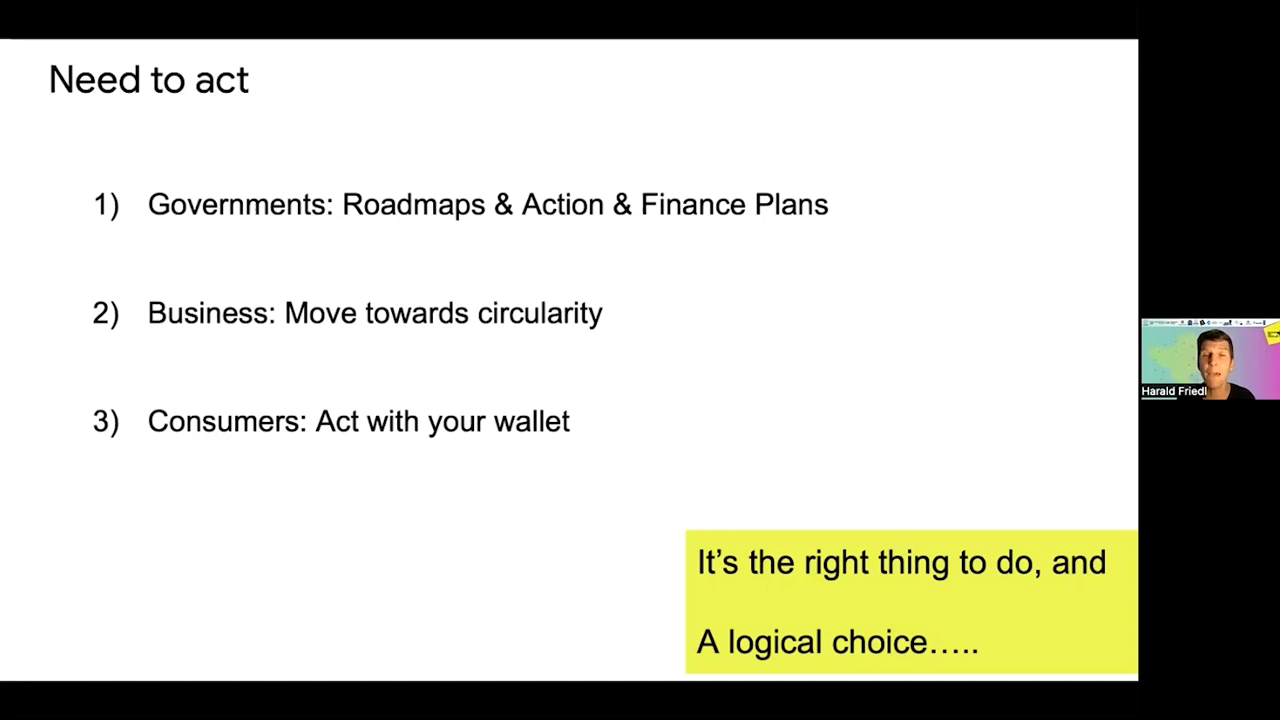 Need to act
1) Governments: Roadmaps & Action & Finance Plans
2) Business: Move towards circularity
3) Consumers: Act with your wallet
It’s the right thing to do, and
A logical choice…..
Harald Friedl